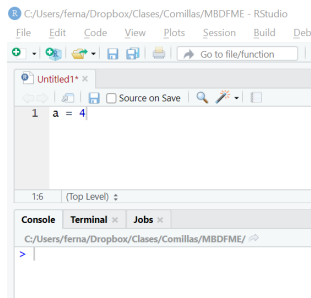 C:/Users/ferna/Dropbox/Clases/Comillas/MBDFME - RStudio
File Edit Code View Plots Session Build Deb
Go to file/function
Untitled1* ×
Source on Save
1 a = 4
1:6 (Top Level)
Console Terminal × Jobs ×
C:/Users/ferna/Dropbox/Clases/Comillas/MBDFME/
>